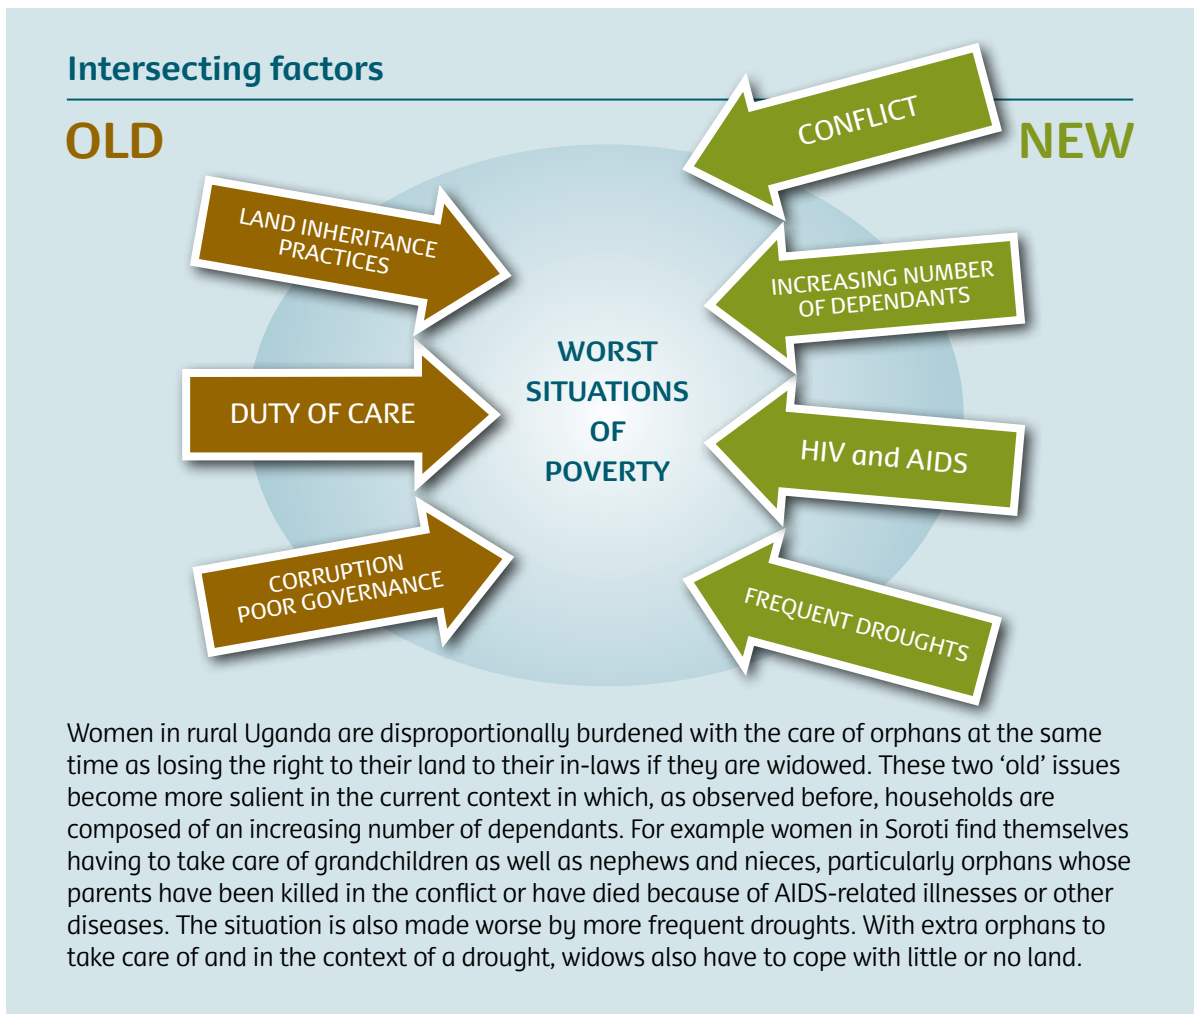 Intersecting factors
OLD
NEW
LAND INHERITANCE
PRACTICES
DUTY OF CARE
CORRUPTION
POOR GOVERNANCE
WORST
SITUATIONS
OF
POVERTY
CONFLICT
INCREASING NUMBER
OF DEPENDANTS
HIV and AIDS
FREQUENT DROUGHTS
Women in rural Uganda are disproportionally burdened with the care of orphans at the same
time as losing the right to their land to their in-laws if they are widowed. These two ‘old’ issues
become more salient in the current context in which, as observed before, households are
composed of an increasing number of dependants. For example women in Soroti find themselves
having to take care of grandchildren as well as nephews and nieces, particularly orphans whose
parents have been killed in the conflict or have died because of AIDS-related illnesses or other
diseases. The situation is also made worse by more frequent droughts. With extra orphans to
take care of and in the context of a drought, widows also have to cope with little or no land.